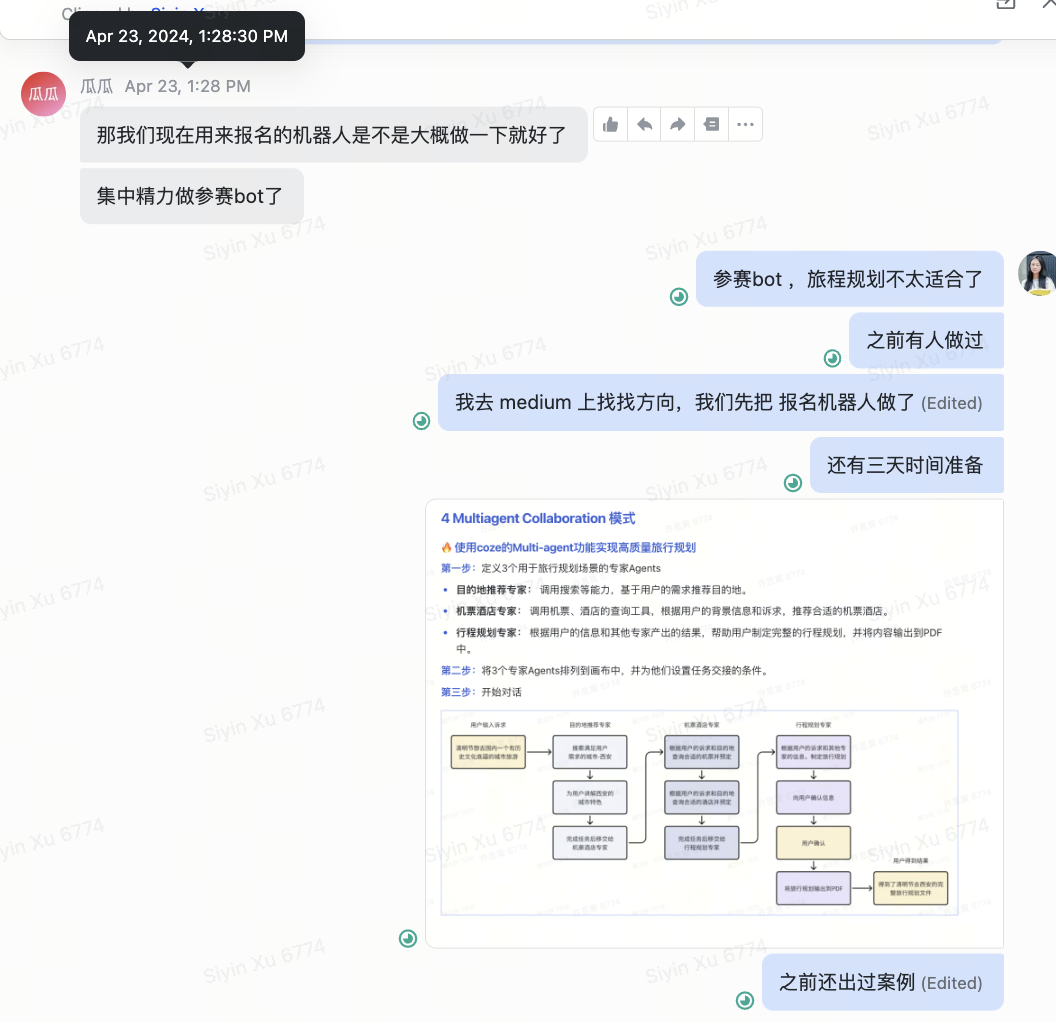 Apr 23, 2024, 1:28:30 PM
瓜瓜 Apr 23, 1:28 PM
瓜瓜
那我们现在用来报名的机器人是不是大概做一下就好了
集中精力做参赛bot了
参赛bot ，旅程规划不太适合了
之前有人做过
我去 medium 上找找方向，我们先把 报名机器人做了 (Edited)
还有三天时间准备
4 Multiagent Collaboration 模式
🔥 使用coze的Multi-agent功能实现高质量旅行规划
第一步：定义3个用于旅行规划场景的专家Agents
• 目的地推荐专家： 调用搜索等能力，基于用户的需求推荐目的地。
• 机票酒店专家： 调用机票、酒店的查询工具，根据用户的背景信息和诉求，推荐合适的机票酒店。
• 行程规划专家： 根据用户的信息和其他专家产出的结果，帮助用户制定完整的行程规划，并将内容输出到PDF
中。
第二步：将3个专家Agents排列到画布中，并为他们设置任务交接的条件。
第三步：开始对话
用户输入诉求
目的地推荐专家
机票酒店专家
行程规划专家
清明节想去国内一个有历
史文化底蕴的城市旅游
搜索满足用户
需求的城市-西安
为用户讲解西安的
城市特色
完成任务后移交给
机票酒店专家
根据用户的诉求和目的地
查询合适的机票并预定
根据用户的诉求和目的地
查询合适的酒店并预定
完成任务后移交给
行程规划专家
根据用户的诉求和其他专
家的信息，制定旅行规划
向用户确认信息
用户确认
将旅行规划输出到PDF
用户得到结果
得到了清明节去西安的完
整旅行规划文件
之前还出过案例 (Edited)
Siyin Xu 6774